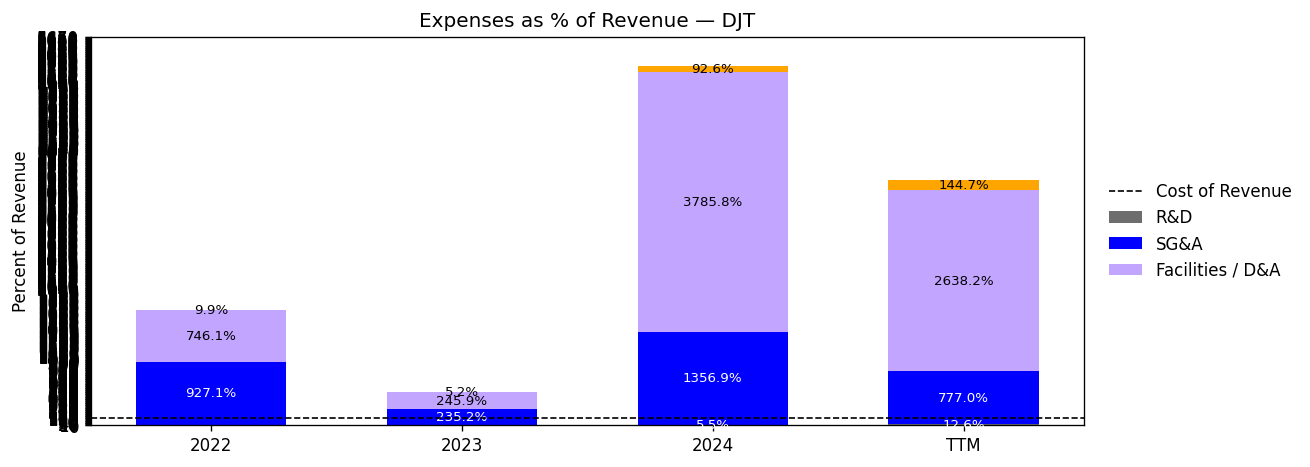 Expenses as % of Revenue — DJT
Percent of Revenue
92.6%
3785.8%
144.7%
2638.2%
9.9%
746.1%
927.1%
5.2%
245.9%
235.2%
1356.9%
5.5%
777.0%
12.6%
2022
2023
2024
TTM
Cost of Revenue
R&D
SG&A
Facilities / D&A